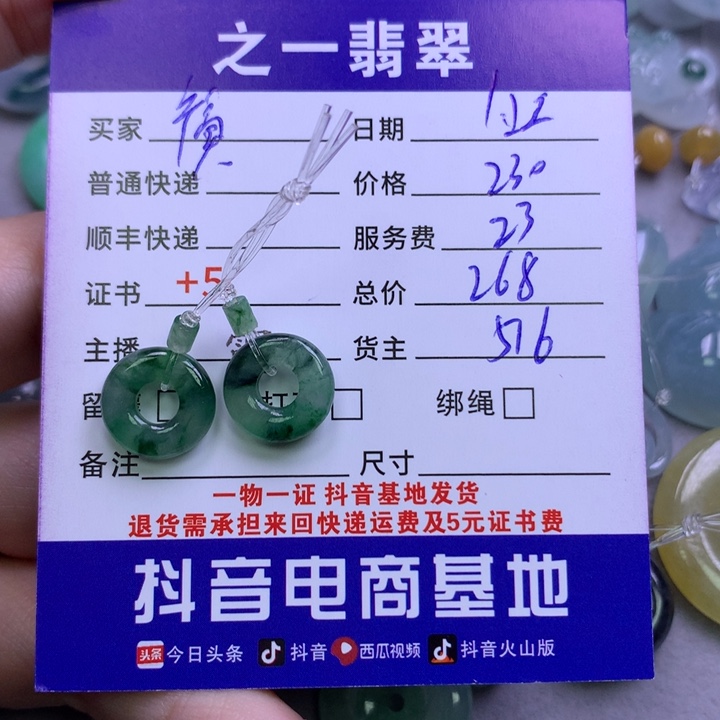 之一翡翠
买家 日期
普通快递 价格 230
顺丰快递 服务费 23
证书 +5 总价 268
主播 货主 516
留 打 绑绳
备注 尺寸
一物一证 抖音基地发货
退货需承担来回快递运费及5元证书费
抖音电商基地
头条 今日头条 抖音 西瓜视频 抖音火山版